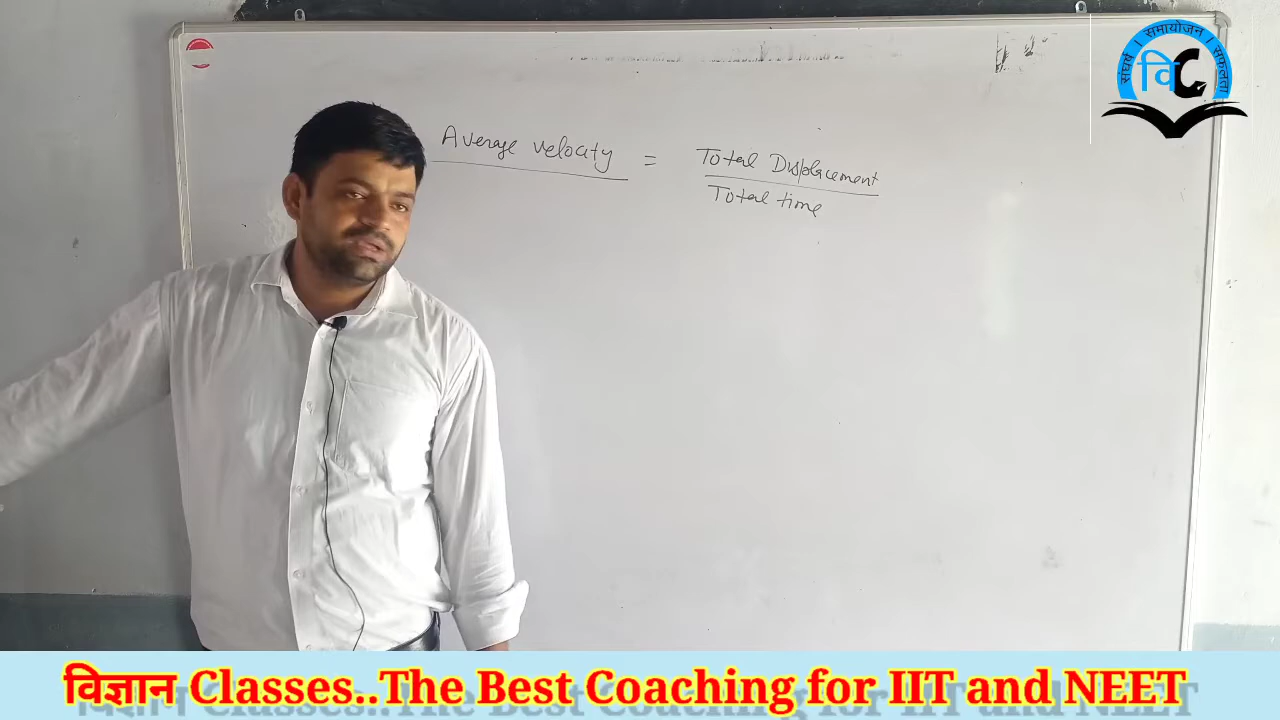 संघर्ष । समायोजन । सफलता
वि C
Average velocity = Total Displacement
Total time
विज्ञान Classes..The Best Coaching for IIT and NEET